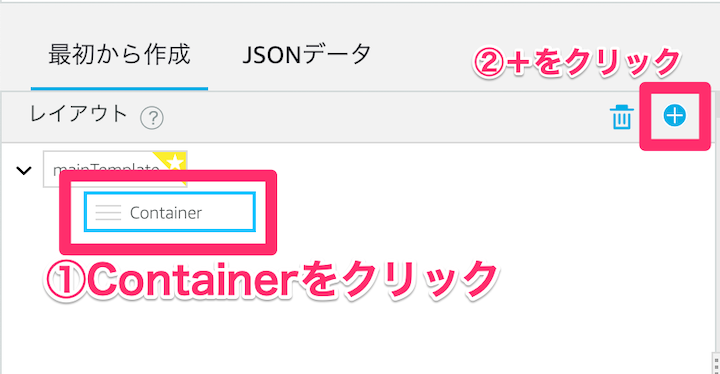 最初から作成 JSONデータ
②+をクリック
レイアウト ?
mainTemplate
Container
①Containerをクリック